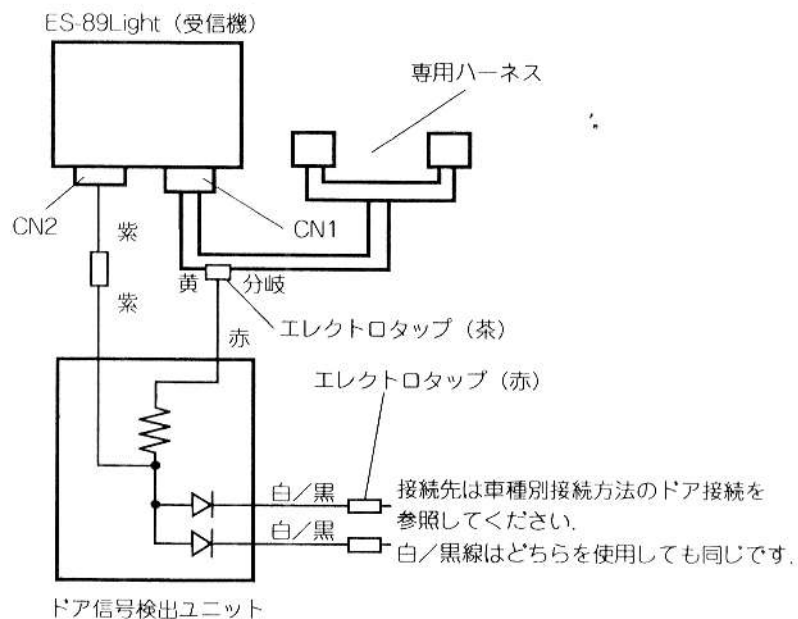 ES-89Light（受信機）
専用ハーネス
CN2
CN1
紫
黄
分岐
紫
エレクトロタップ（茶）
赤
エレクトロタップ（赤）
白／黒
接続先は車種別接続方法のドア接続を
参照してください.
白／黒
白／黒線はどちらを使用しても同じです.
ドア信号検出ユニット